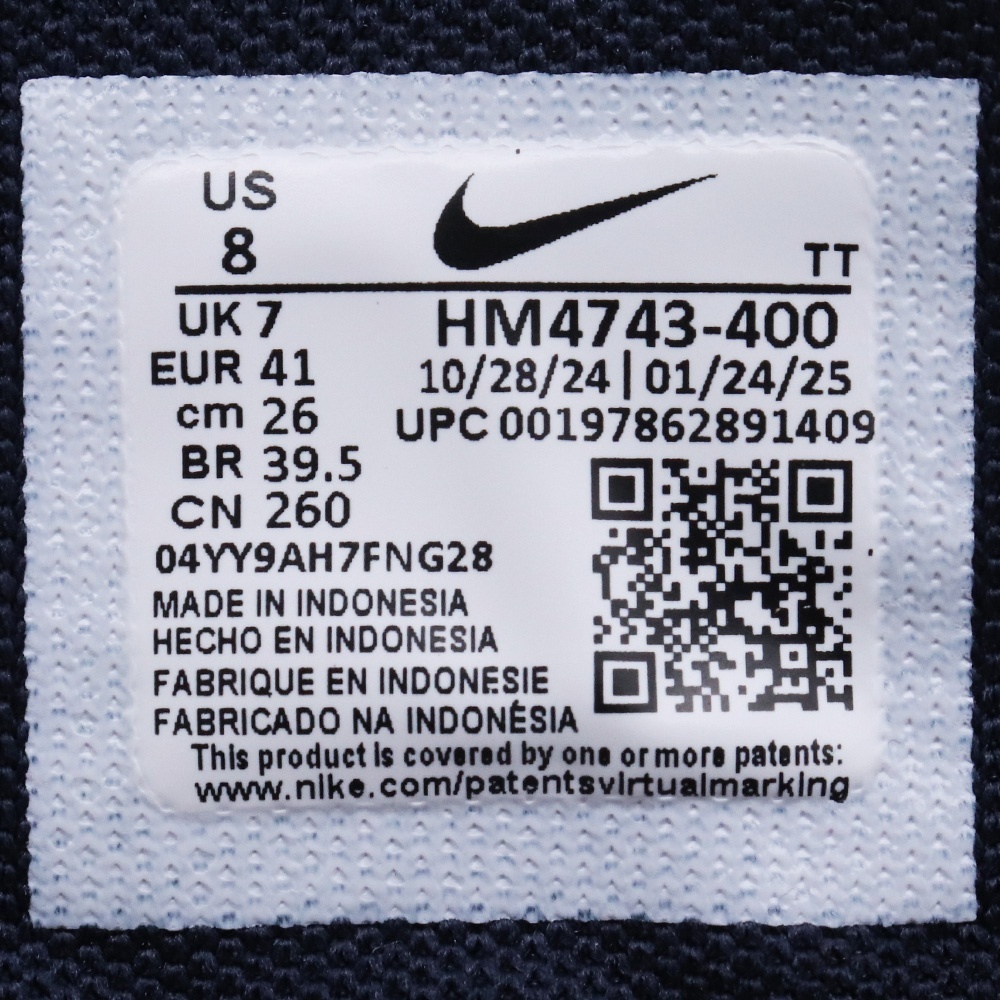 US
8
TT
UK 7
HM4743-400
EUR 41
10/28/24 | 01/24/25
cm 26
UPC 00197862891409
BR 39.5
CN 260
04YY9AH7FNG28
MADE IN INDONESIA
HECHO EN INDONESIA
FABRIQUE EN INDONESIE
FABRICADO NA INDONÉSIA
This product is covered by one or more patents:
www.nike.com/patentsvirtualmarking